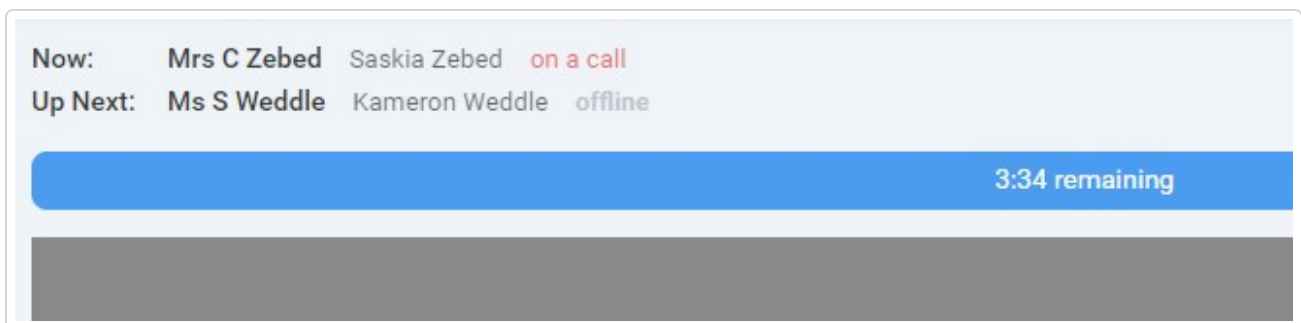 Now: Mrs C Zebed Saskia Zebed on a call
Up Next: Ms S Weddle Kameron Weddle offline
3:34 remaining